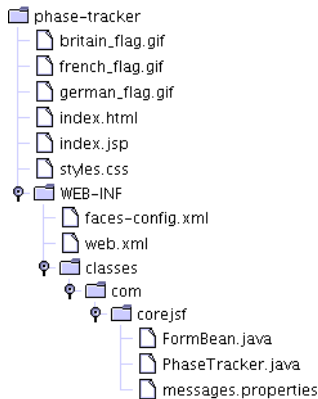 phase-tracker
britain_flag.gif
french_flag.gif
german_flag.gif
index.html
index.jsp
styles.css
WEB-INF
faces-config.xml
web.xml
classes
com
corejsf
FormBean.java
PhaseTracker.java
messages.properties